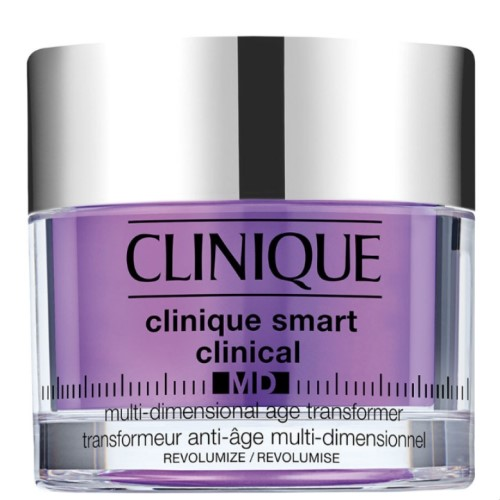 CLINIQUE
clinique smart
clinical
MD
multi-dimensional age transformer
transformeur anti-âge multi-dimensionnel
REVOLUMIZE / REVOLUMISE